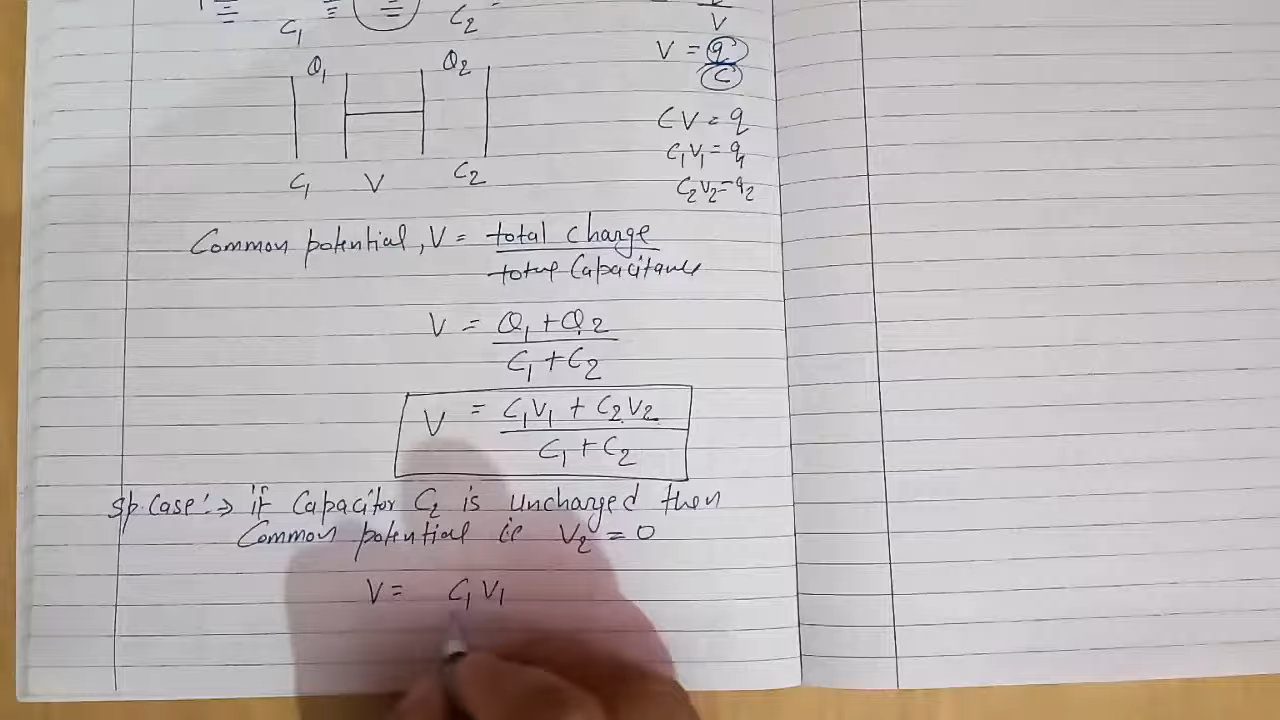 C₁ C₂
V
V = q/C
Q₁ Q₂
CV = q
C₁V₁ = q₁
C₂V₂ = q₂
C₁ V C₂
Common potential, V = total charge
total Capacitance
V = Q₁ + Q₂
C₁ + C₂
V = C₁V₁ + C₂V₂
C₁ + C₂
Sp. Case :→ if Capacitor C₂ is Uncharged then
Common potential ie V₂ = 0
V = C₁V₁